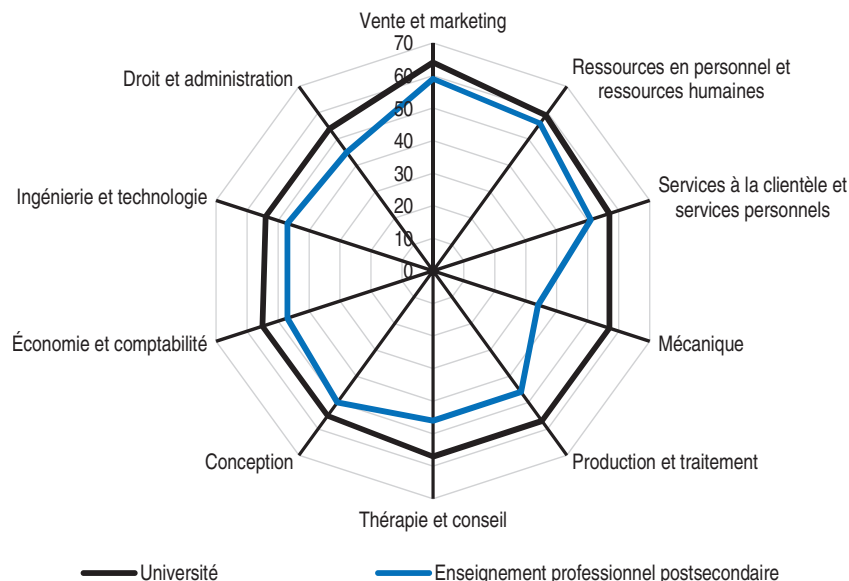 Vente et marketing
70
60
50
40
30
20
10
0
Ressources en personnel et
ressources humaines
Services à la clientèle et
services personnels
Mécanique
Production et traitement
Thérapie et conseil
Conception
Économie et comptabilité
Ingénierie et technologie
Droit et administration
Université
Enseignement professionnel postsecondaire